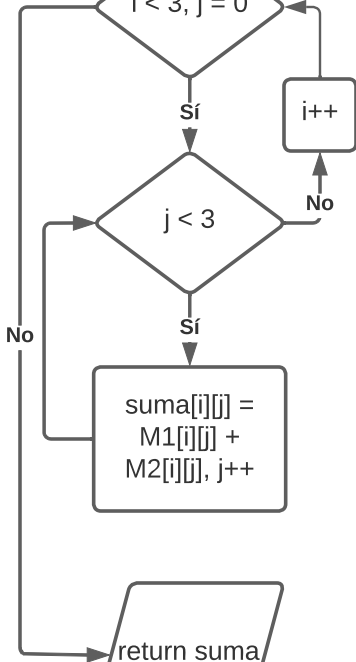 i < 3, j = 0
Sí
i++
j < 3
No
Sí
No
suma[i][j] =
M1[i][j] +
M2[i][j], j++
return suma